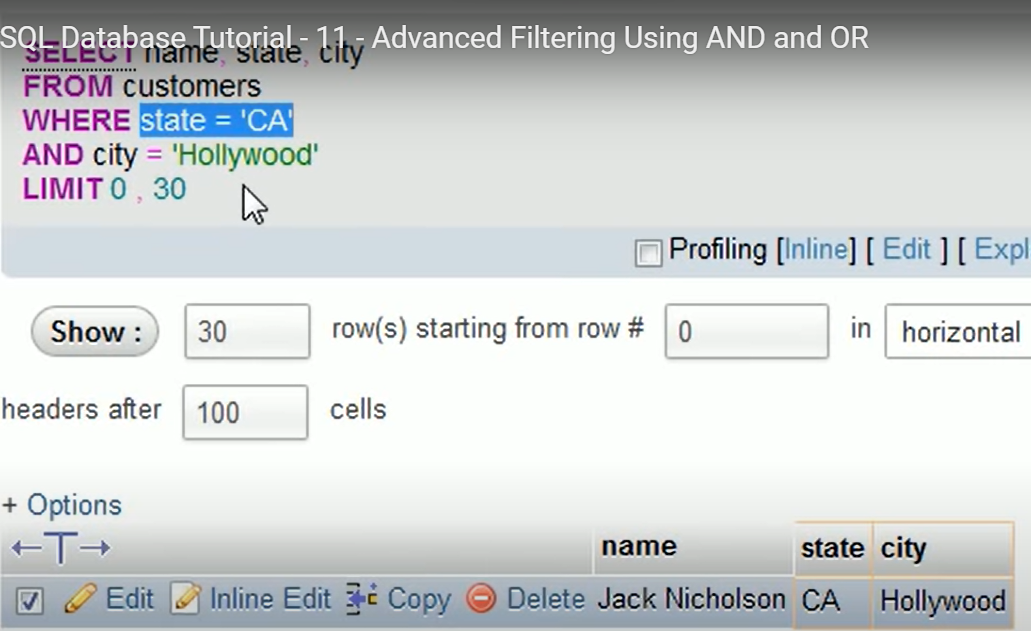 SQL Database Tutorial - 11 - Advanced Filtering Using AND and OR
SELECT name, state, city
FROM customers
WHERE state = 'CA'
AND city = 'Hollywood'
LIMIT 0 , 30
Profiling [Inline] [ Edit ] [ Expl
Show : 30 row(s) starting from row # 0 in horizontal
headers after 100 cells
+ Options
←T→ name state city
Edit Inline Edit Copy Delete Jack Nicholson CA Hollywood